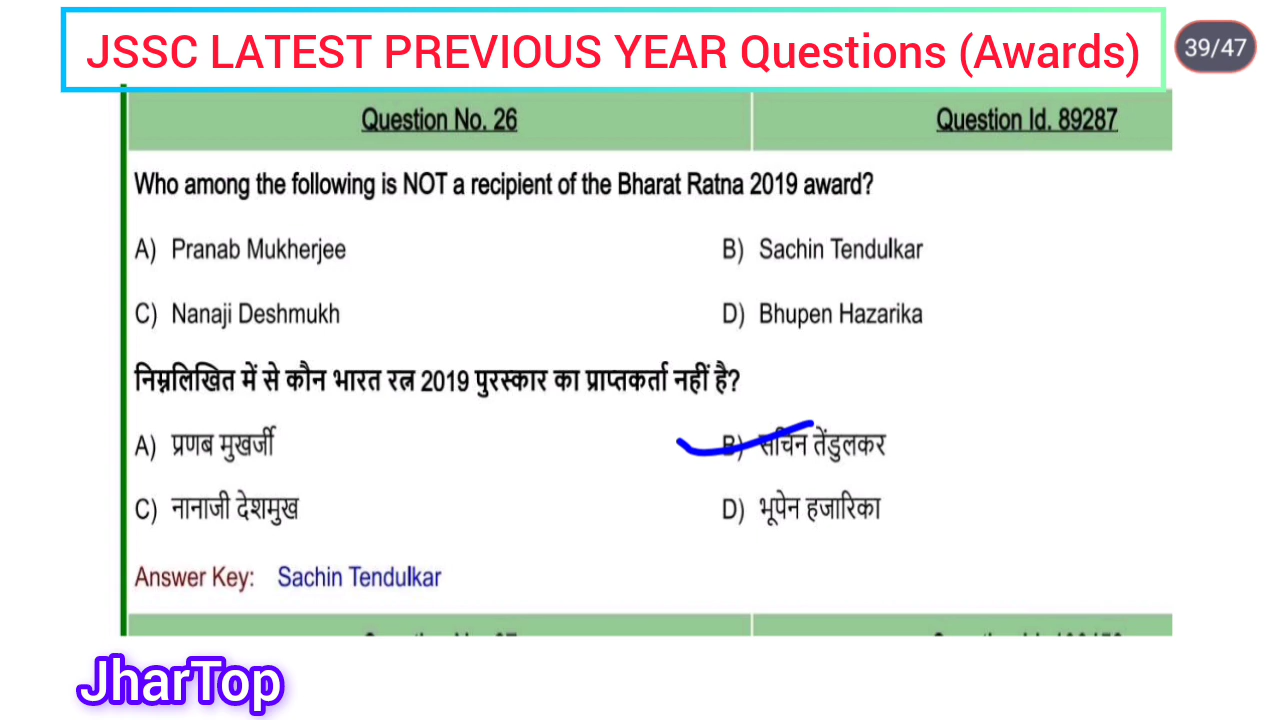 JSSC LATEST PREVIOUS YEAR Questions (Awards)
39/47
Question No. 26 Question Id. 89287
Who among the following is NOT a recipient of the Bharat Ratna 2019 award?
A) Pranab Mukherjee B) Sachin Tendulkar
C) Nanaji Deshmukh D) Bhupen Hazarika
निम्नलिखित में से कौन भारत रत्न 2019 पुरस्कार का प्राप्तकर्ता नहीं है?
A) प्रणब मुखर्जी B) सचिन तेंडुलकर
C) नानाजी देशमुख D) भूपेन हजारिका
Answer Key: Sachin Tendulkar
JharTop